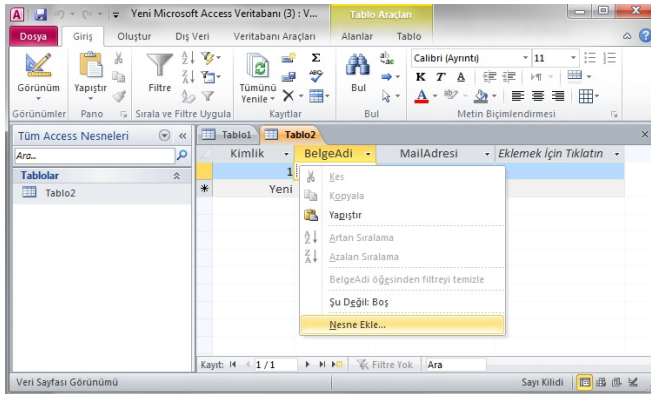 Yeni Microsoft Access Veritabanı (3) : V...
Tablo Araçları
Dosya Giriş Oluştur Dış Veri Veritabanı Araçları Alanlar Tablo
Görünüm
Yapıştır
Filtre
Tümünü Yenile
Bul
Calibri (Ayrıntı) 11
K T A
Görünümler Pano Sırala ve Filtre Uygula Kayıtlar Bul Metin Biçimlendirmesi
Tüm Access Nesneleri
Ara...
Tablolar
Tablo2
Tablo1 Tablo2
Kimlik BelgeAdi MailAdresi Eklemek İçin Tıklatın
1
Yeni
Kes
Kopyala
Yapıştır
Artan Sıralama
Azalan Sıralama
BelgeAdi öğesinden filtreyi temizle
Şu Değil: Boş
Nesne Ekle...
Kayıt: 1 / 1 Filtre Yok Ara
Veri Sayfası Görünümü Sayı Kilidi